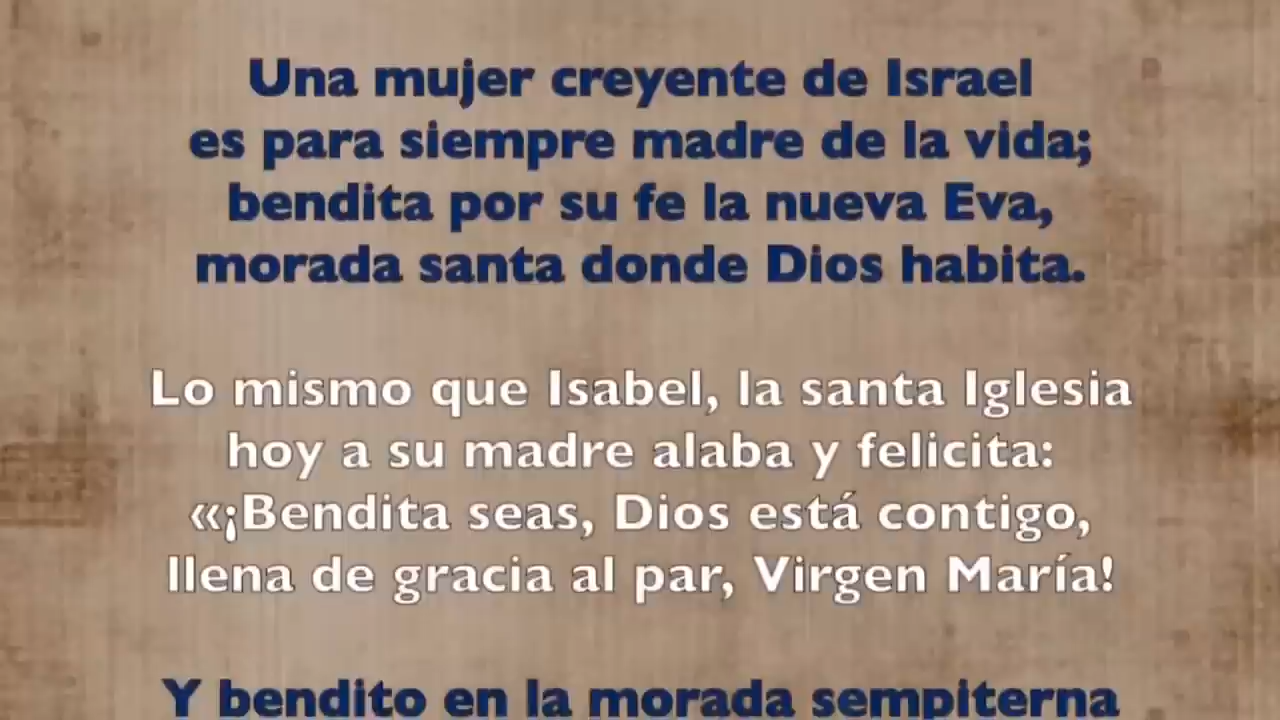 Una mujer creyente de Israel
es para siempre madre de la vida;
bendita por su fe la nueva Eva,
morada santa donde Dios habita.
Lo mismo que Isabel, la santa Iglesia
hoy a su madre alaba y felicita:
«¡Bendita seas, Dios está contigo,
llena de gracia al par, Virgen María!
Y bendito en la morada sempiterna